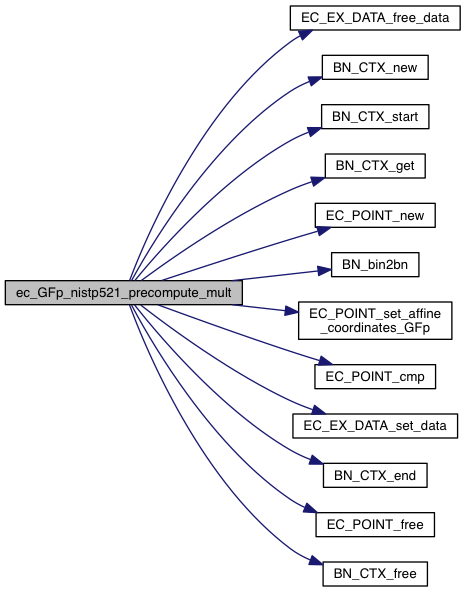 EC_EX_DATA_free_data
BN_CTX_new
BN_CTX_start
BN_CTX_get
EC_POINT_new
BN_bin2bn
ec_GFp_nistp521_precompute_mult
EC_POINT_set_affine
_coordinates_GFp
EC_POINT_cmp
EC_EX_DATA_set_data
BN_CTX_end
EC_POINT_free
BN_CTX_free